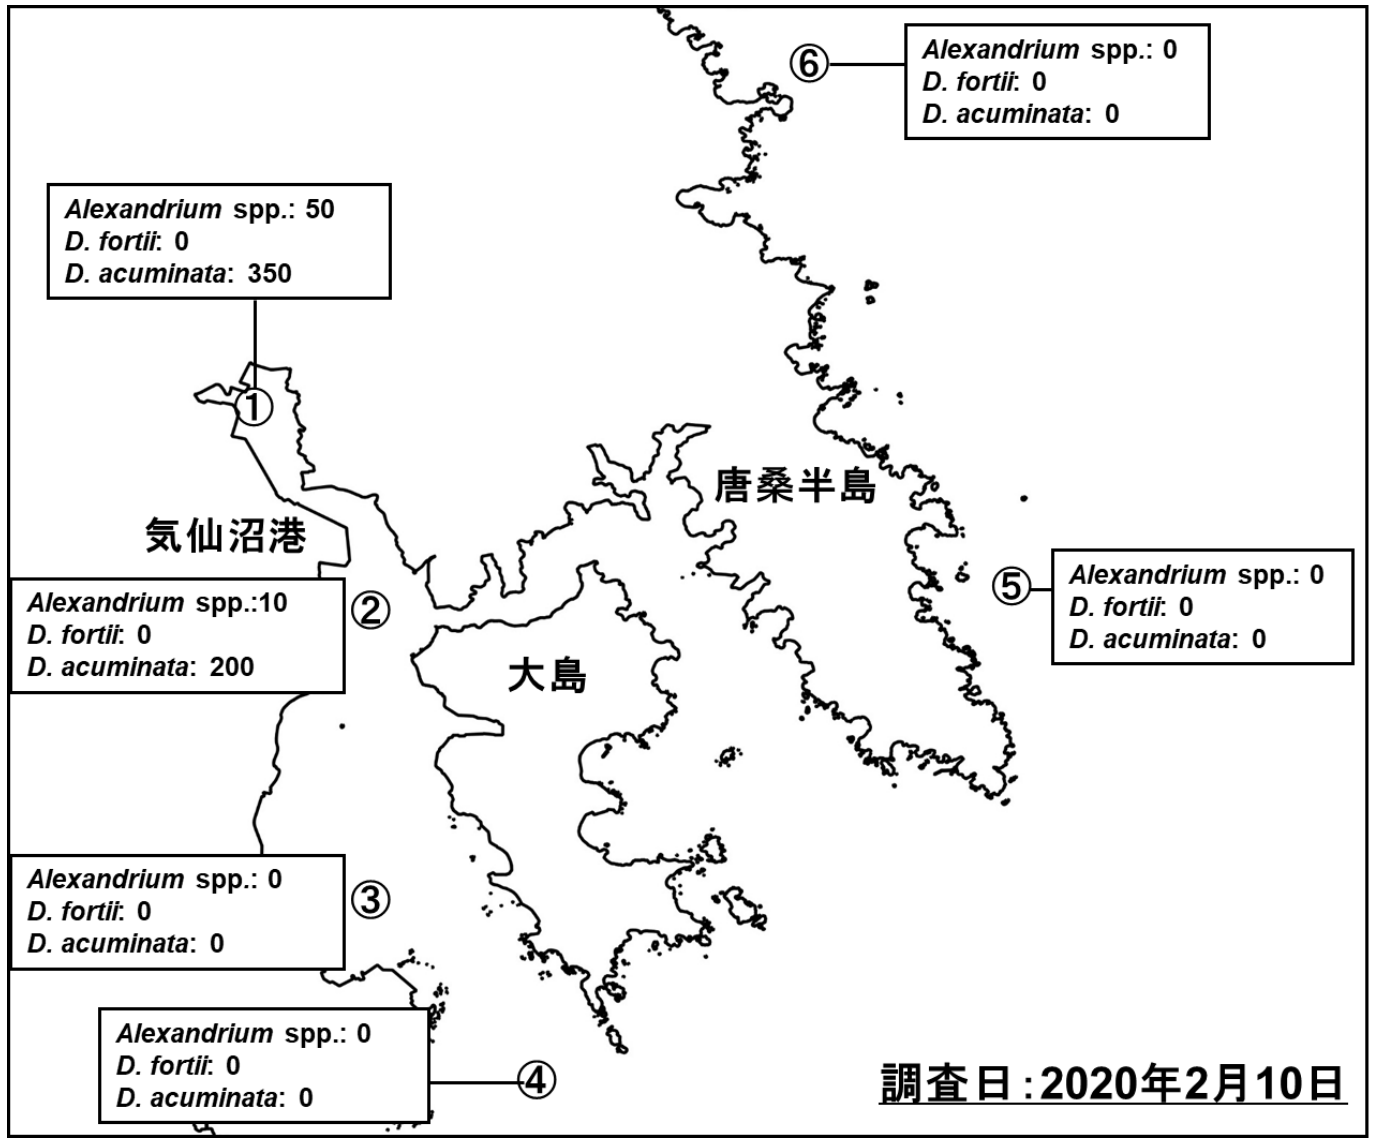 ⑥
Alexandrium spp.: 0
D. fortii: 0
D. acuminata: 0
Alexandrium spp.: 50
D. fortii: 0
D. acuminata: 350
①
唐桑半島
気仙沼港
⑤
Alexandrium spp.: 0
D. fortii: 0
D. acuminata: 0
Alexandrium spp.:10
D. fortii: 0
D. acuminata: 200
②
大島
Alexandrium spp.: 0
D. fortii: 0
D. acuminata: 0
③
Alexandrium spp.: 0
D. fortii: 0
D. acuminata: 0
④
調査日:2020年2月10日